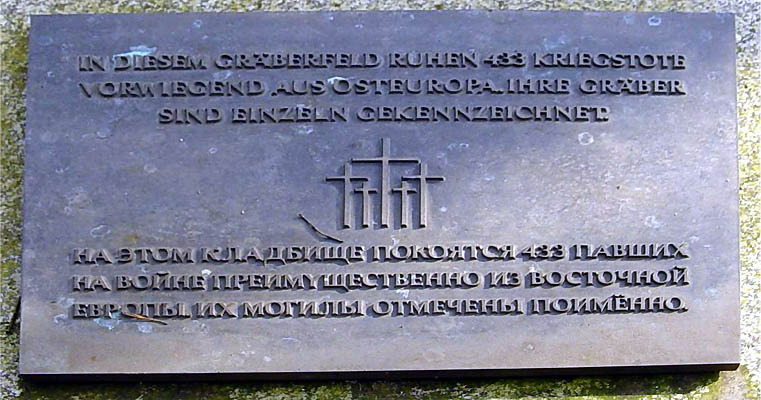 IN DIESEM GRÄBERFELD RUHEN 433 KRIEGSTOTE
VORWIEGEND AUS OSTEUROPA. IHRE GRÄBER
SIND EINZELN GEKENNZEICHNET.
НА ЭТОМ КЛАДБИЩЕ ПОКОЯТСЯ 433 ПАВШИХ
НА ВОЙНЕ ПРЕИМУЩЕСТВЕННО ИЗ ВОСТОЧНОЙ
ЕВРОПЫ. ИХ МОГИЛЫ ОТМЕЧЕНЫ ПОИМЁННО.